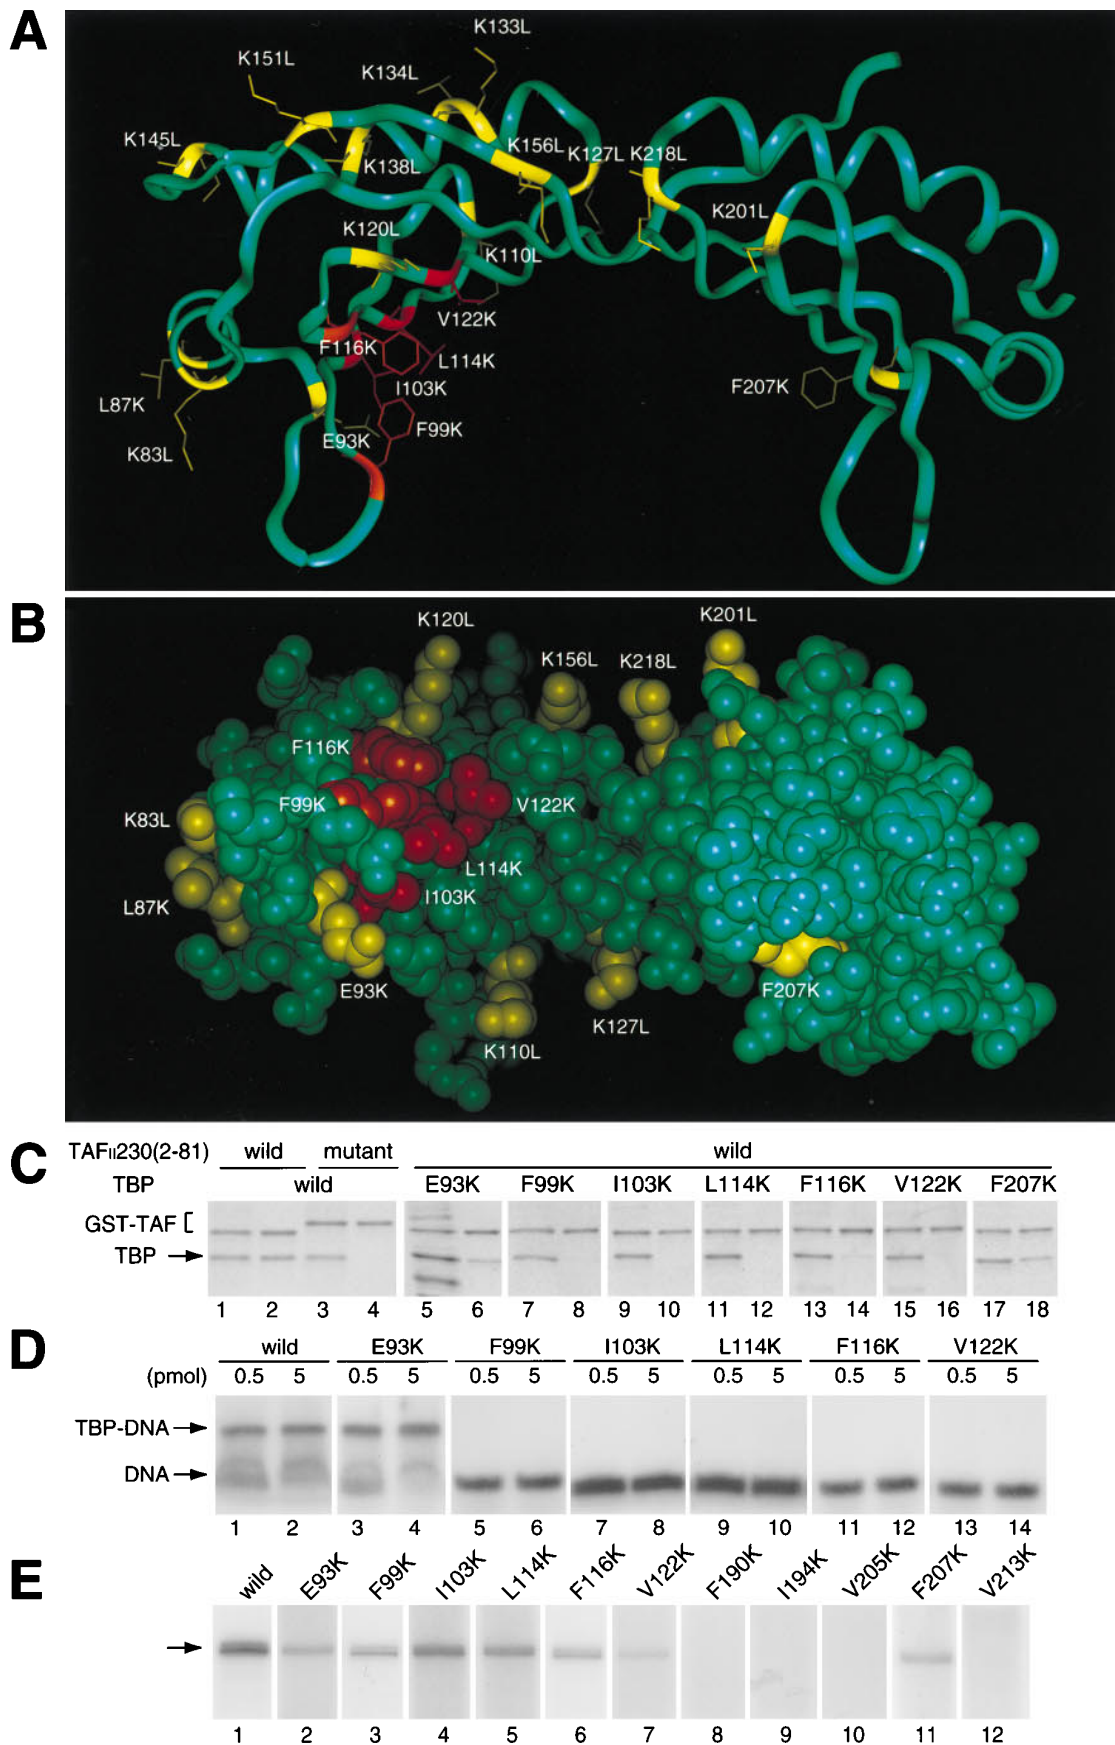 A
K133L
K151L
K134L
K145L
K138L
K156L
K127L
K218L
K201L
K120L
K110L
V122K
F116K
L114K
I103K
L87K
F207K
E93K
F99K
K83L
B
K120L
K201L
K156L
K218L
F116K
F99K
V122K
K83L
L114K
I103K
L87K
E93K
F207K
K127L
K110L
C
TAFII230(2-81) wild mutant wild
TBP wild E93K F99K I103K L114K F116K V122K F207K
GST-TAF [
TBP
1 2 3 4 5 6 7 8 9 10 11 12 13 14 15 16 17 18
D
wild E93K F99K I103K L114K F116K V122K
(pmol) 0.5 5 0.5 5 0.5 5 0.5 5 0.5 5 0.5 5 0.5 5
TBP-DNA
DNA
1 2 3 4 5 6 7 8 9 10 11 12 13 14
E
wild E93K F99K I103K L114K F116K V122K F190K I194K V205K F207K V213K
1 2 3 4 5 6 7 8 9 10 11 12